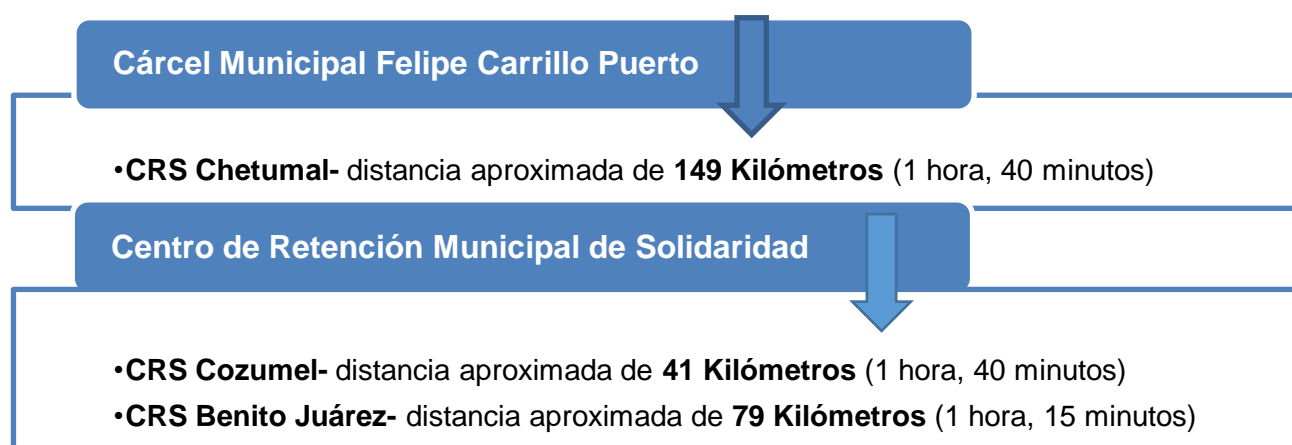 Cárcel Municipal Felipe Carrillo Puerto
•CRS Chetumal- distancia aproximada de 149 Kilómetros (1 hora, 40 minutos)
Centro de Retención Municipal de Solidaridad
•CRS Cozumel- distancia aproximada de 41 Kilómetros (1 hora, 40 minutos)
•CRS Benito Juárez- distancia aproximada de 79 Kilómetros (1 hora, 15 minutos)